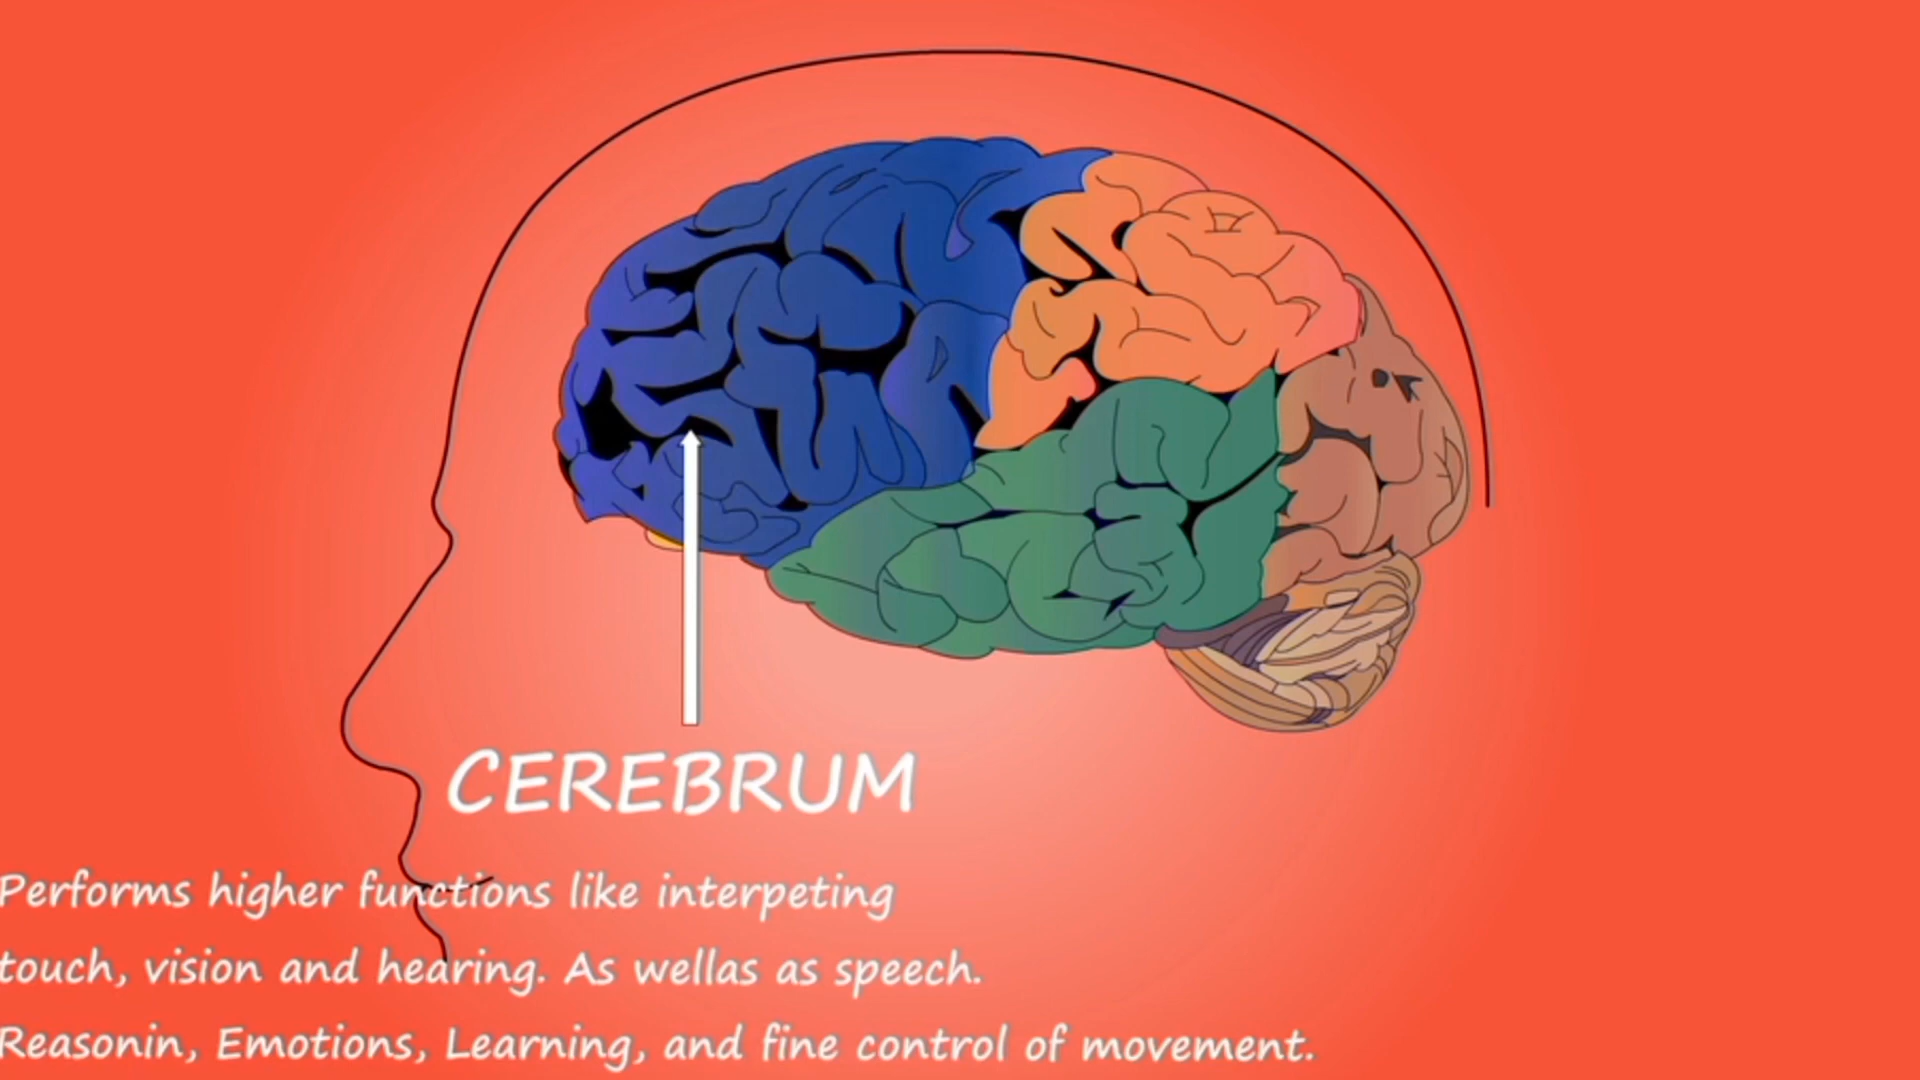 CEREBRUM
Performs higher functions like interpeting
touch, vision and hearing. As wellas as speech.
Reasonin, Emotions, Learning, and fine control of movement.